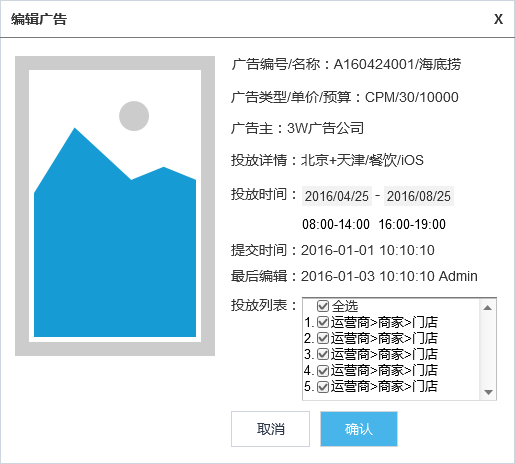 编辑广告 X
广告编号/名称：A160424001/海底捞
广告类型/单价/预算：CPM/30/10000
广告主：3W广告公司
投放详情：北京+天津/餐饮/iOS
投放时间：2016/04/25 - 2016/08/25
08:00-14:00 16:00-19:00
提交时间：2016-01-01 10:10:10
最后编辑：2016-01-03 10:10:10 Admin
投放列表：全选
1. 运营商>商家>门店
2. 运营商>商家>门店
3. 运营商>商家>门店
4. 运营商>商家>门店
5. 运营商>商家>门店
取消 确认